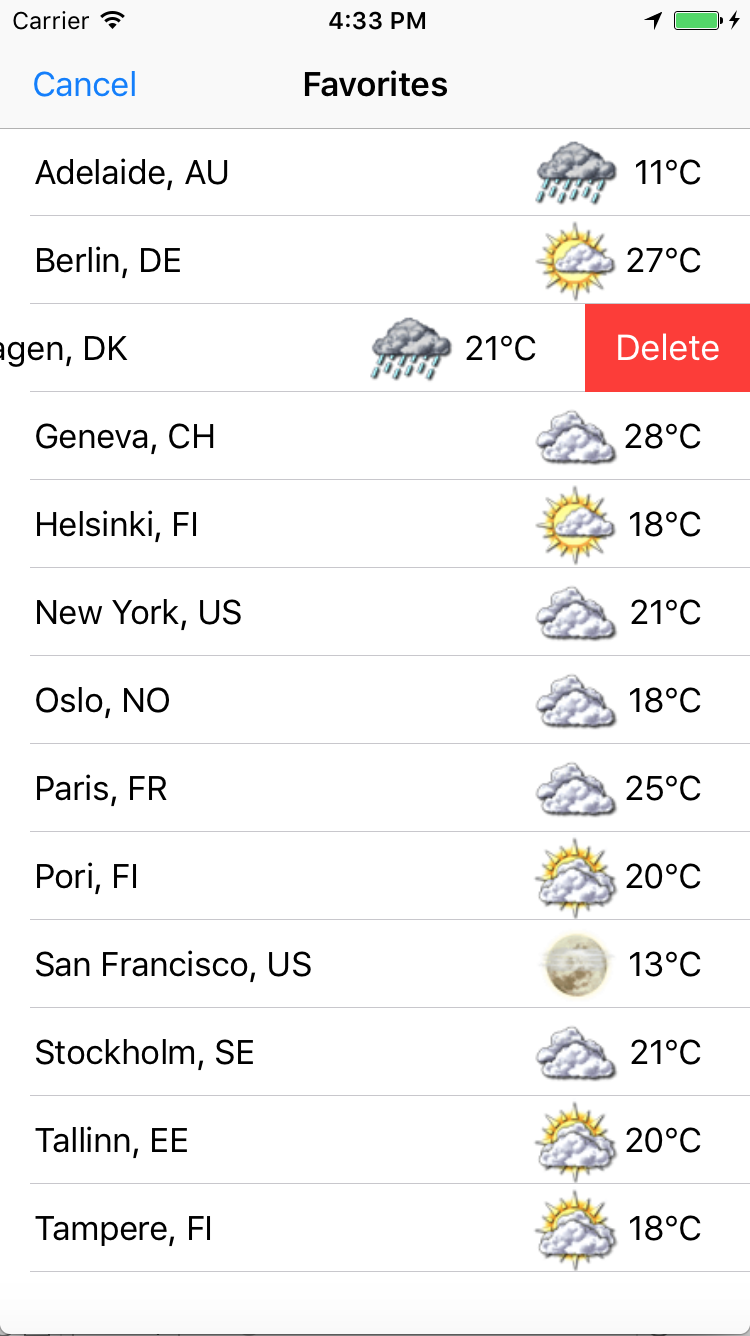 Carrier 4:33 PM
Cancel Favorites
Adelaide, AU 11°C
Berlin, DE 27°C
agen, DK 21°C Delete
Geneva, CH 28°C
Helsinki, FI 18°C
New York, US 21°C
Oslo, NO 18°C
Paris, FR 25°C
Pori, FI 20°C
San Francisco, US 13°C
Stockholm, SE 21°C
Tallinn, EE 20°C
Tampere, FI 18°C